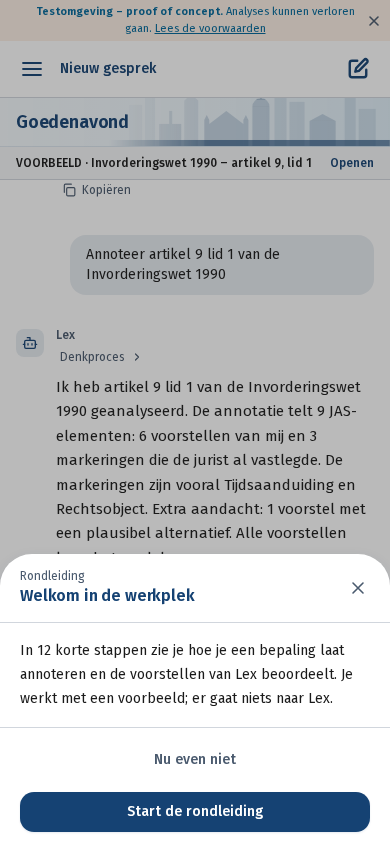 Testomgeving – proof of concept. Analyses kunnen verloren
gaan. Lees de voorwaarden
Nieuw gesprek
Goedenavond
VOORBEELD · Invorderingswet 1990 – artikel 9, lid 1 Openen
Kopiëren
Annoteer artikel 9 lid 1 van de
Invorderingswet 1990
Lex
Denkproces
Ik heb artikel 9 lid 1 van de Invorderingswet
1990 geanalyseerd. De annotatie telt 9 JAS-
elementen: 6 voorstellen van mij en 3
markeringen die de jurist al vastlegde. De
markeringen zijn vooral Tijdsaanduiding en
Rechtsobject. Extra aandacht: 1 voorstel met
een plausibel alternatief. Alle voorstellen
Rondleiding
Welkom in de werkplek
In 12 korte stappen zie je hoe je een bepaling laat
annoteren en de voorstellen van Lex beoordeelt. Je
werkt met een voorbeeld; er gaat niets naar Lex.
Nu even niet
Start de rondleiding